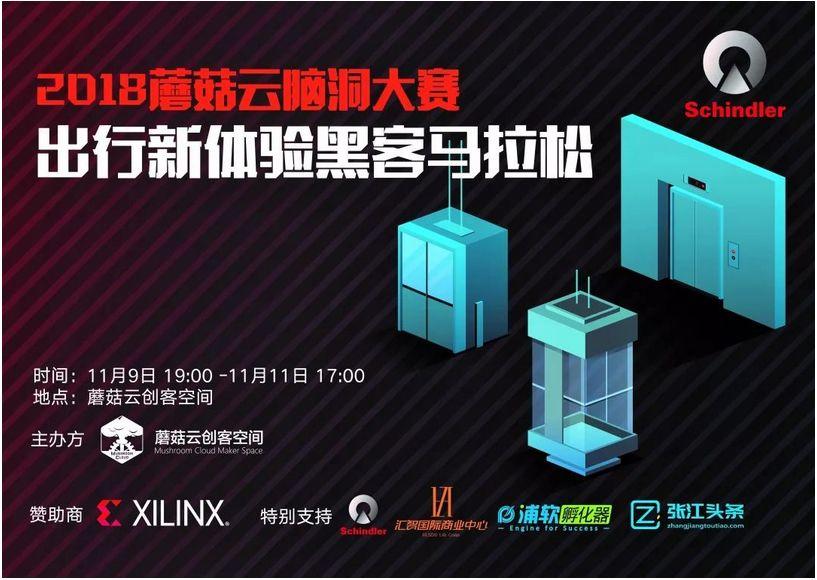 2018蘑菇云脑洞大赛
出行新体验黑客马拉松
Schindler
时间：11月9日 19:00 -11月11日 17:00
地点：蘑菇云创客空间
主办方
MUSHROOM CLOUD
蘑菇云创客空间
Mushroom Cloud Maker Space
赞助商
XILINX
特别支持
Schindler
汇智国际商业中心
浦软孵化器
Engine for Success
张江头条
zhangjiangtoutiao.com